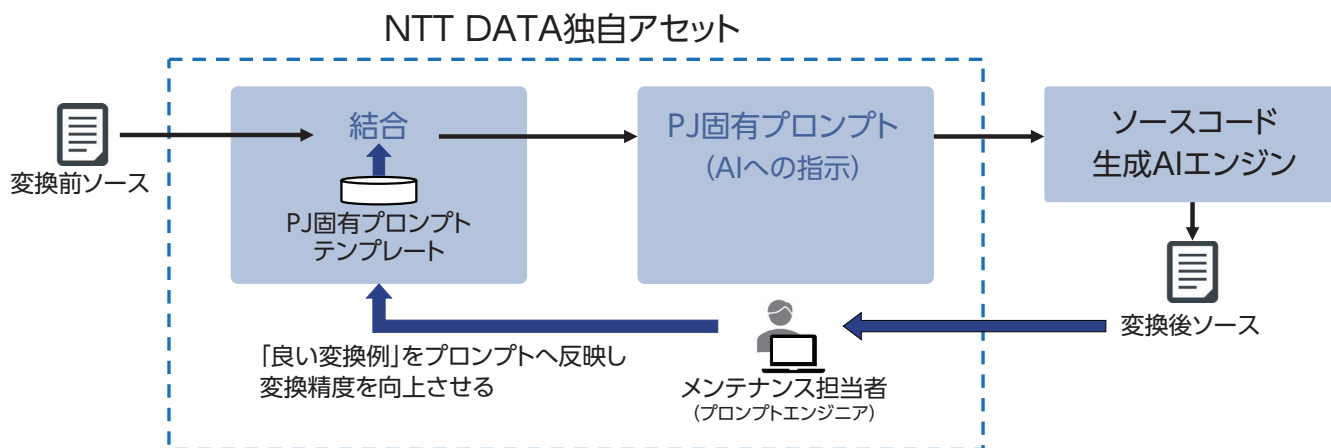 NTT DATA独自アセット
変換前ソース
結合
PJ固有プロンプト
テンプレート
PJ固有プロンプト
(AIへの指示)
ソースコード
生成AIエンジン
変換後ソース
「良い変換例」をプロンプトへ反映し
変換精度を向上させる
メンテナンス担当者
(プロンプトエンジニア)